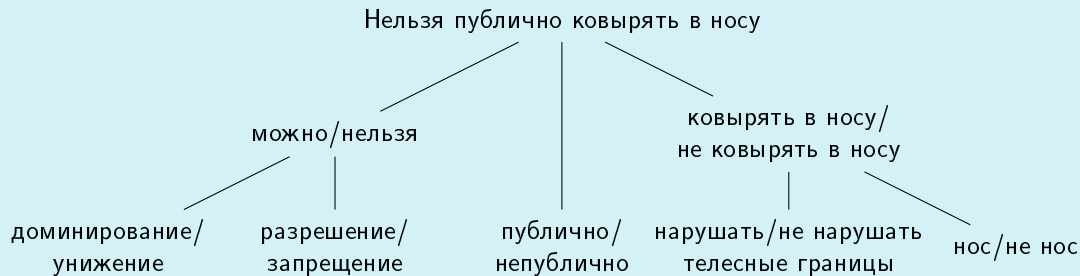 Нельзя публично ковырять в носу
можно/нельзя
ковырять в носу/
не ковырять в носу
доминирование/
унижение
разрешение/
запрещение
публично/
непублично
нарушать/не нарушать
телесные границы
нос/не нос